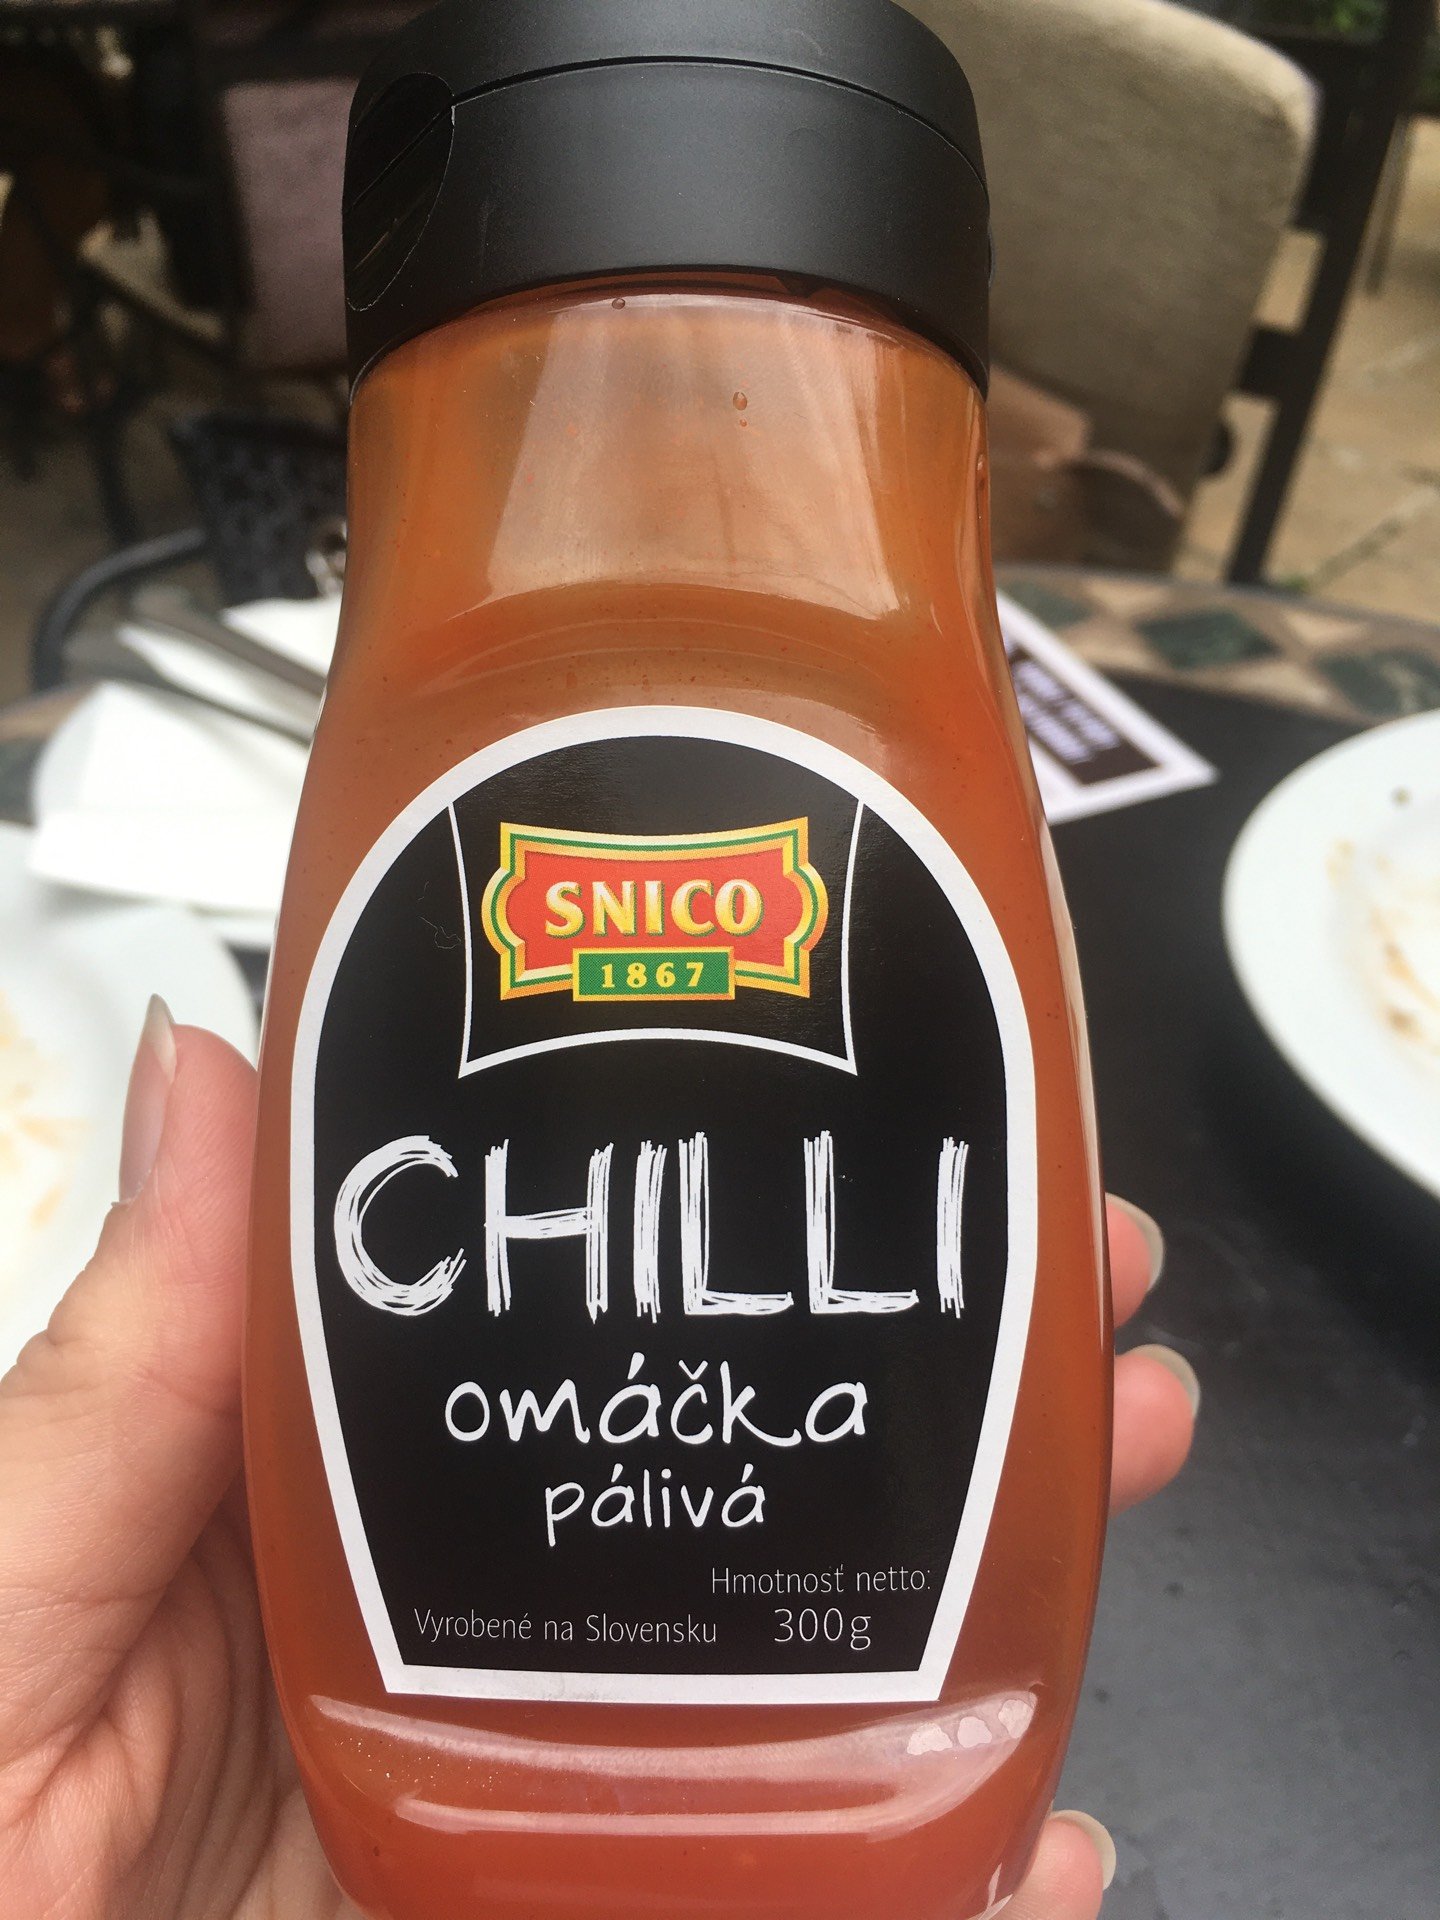 SNICO
1867
CHILLI
omáčka
pálivá
Hmotnosť netto:
Vyrobené na Slovensku 300g